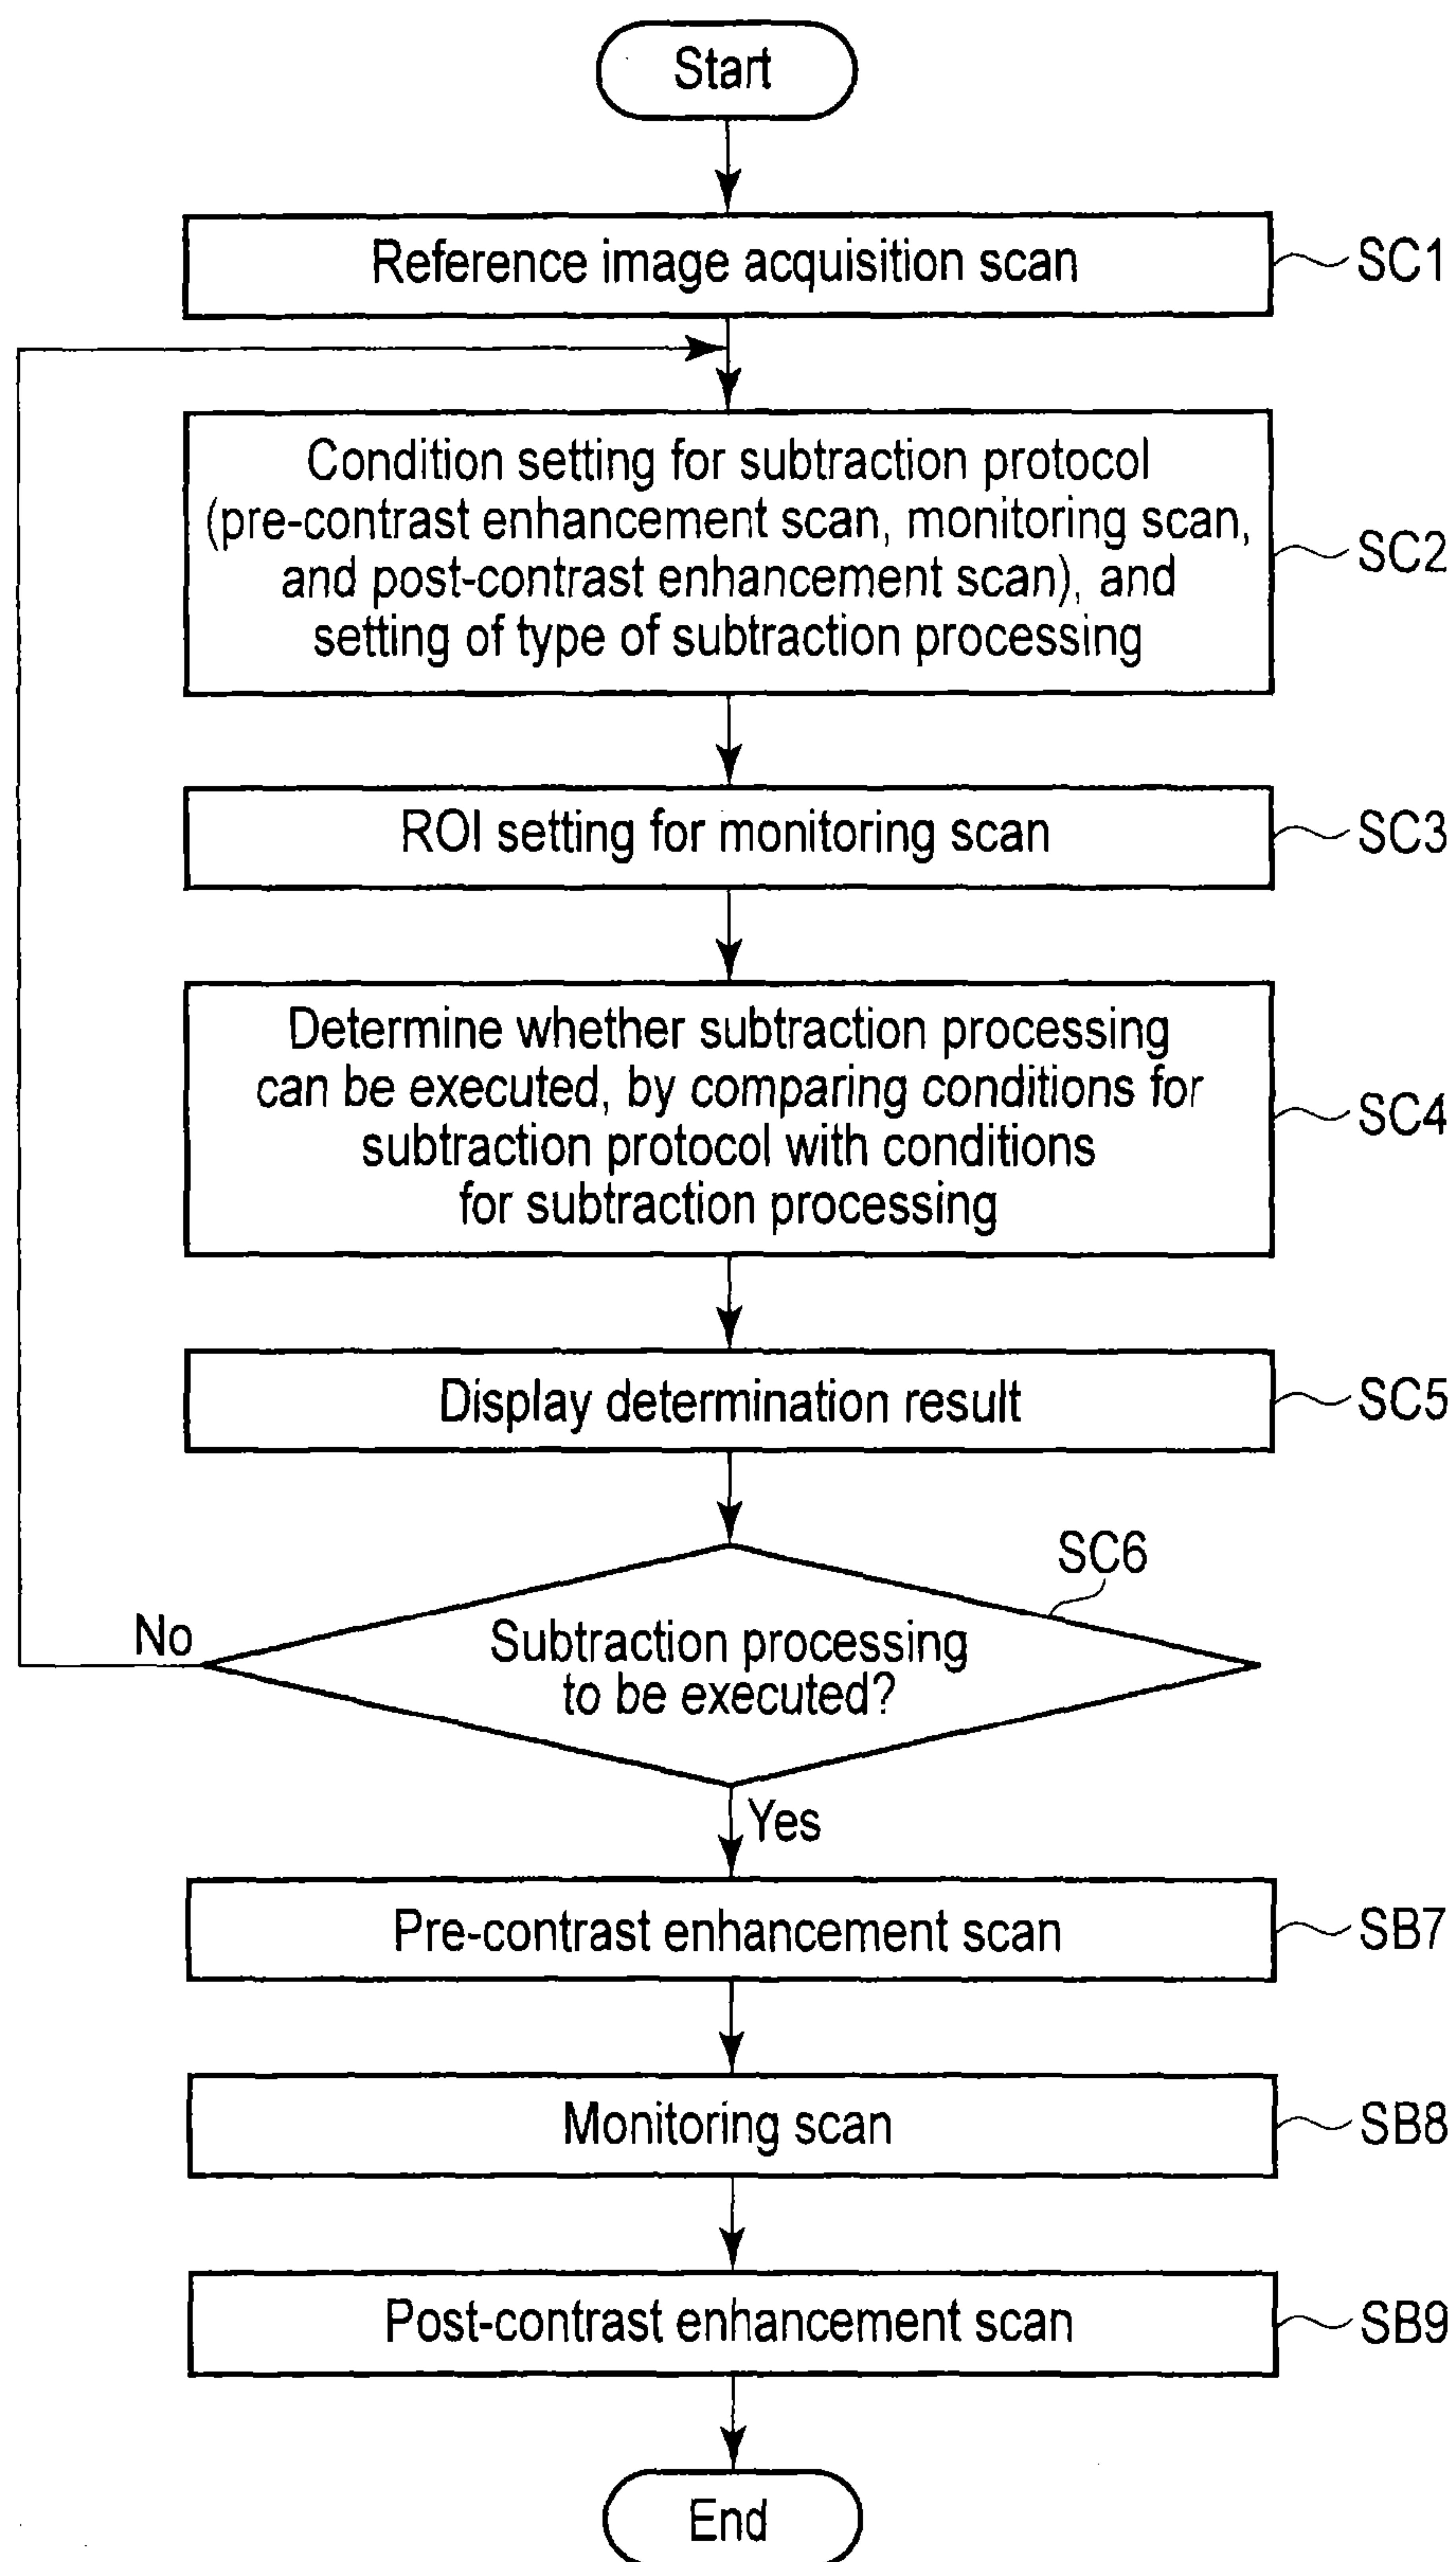 Start
Reference image acquisition scan
SC1
Condition setting for subtraction protocol
(pre-contrast enhancement scan, monitoring scan,
and post-contrast enhancement scan), and
setting of type of subtraction processing
SC2
ROI setting for monitoring scan
SC3
Determine whether subtraction processing
can be executed, by comparing conditions for
subtraction protocol with conditions
for subtraction processing
SC4
Display determination result
SC5
SC6
Subtraction processing
to be executed?
No
Yes
Pre-contrast enhancement scan
SB7
Monitoring scan
SB8
Post-contrast enhancement scan
SB9
End